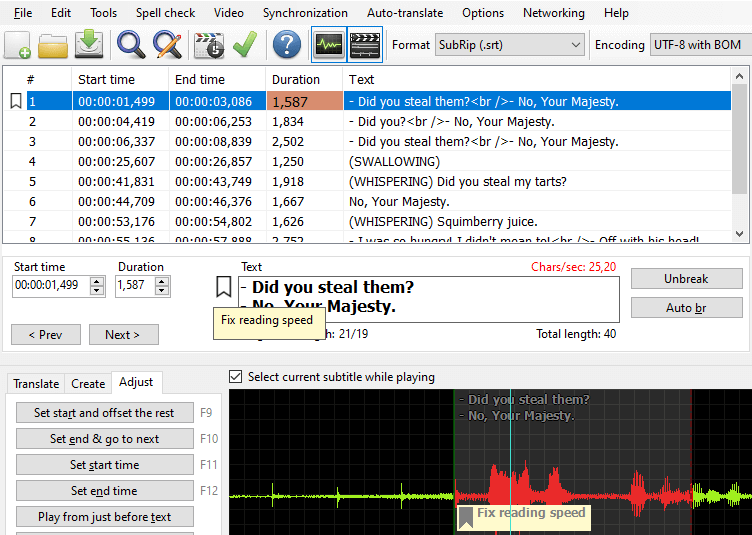 File Edit Tools Spell check Video Synchronization Auto-translate Options Networking Help
Format SubRip (.srt) Encoding UTF-8 with BOM
# Start time End time Duration Text
1 00:00:01,499 00:00:03,086 1,587 - Did you steal them?<br />- No, Your Majesty.
2 00:00:04,419 00:00:06,253 1,834 - Did you?<br />- No, Your Majesty.
3 00:00:06,337 00:00:08,839 2,502 - Did you steal them?<br />- No, Your Majesty.
4 00:00:25,607 00:00:26,857 1,250 (SWALLOWING)
5 00:00:41,831 00:00:43,749 1,918 (WHISPERING) Did you steal my tarts?
6 00:00:44,709 00:00:46,376 1,667 No, Your Majesty.
7 00:00:53,176 00:00:54,802 1,626 (WHISPERING) Squimberry juice.
8 00:00:55,136 00:00:57,888 2,752 - I was so hungry! I didn't mean to!<br />- Off with his head!
Start time Duration Text Chars/sec: 25,20
00:00:01,499 1,587
- Did you steal them?
- No, Your Majesty.
Unbreak
Auto br
Fix reading speed
< Prev Next >
21/19 Total length: 40
Translate Create Adjust
Select current subtitle while playing
Set start and offset the rest F9
Set end & go to next F10
Set start time F11
Set end time F12
Play from just before text
- Did you steal them?
- No, Your Majesty.
Fix reading speed